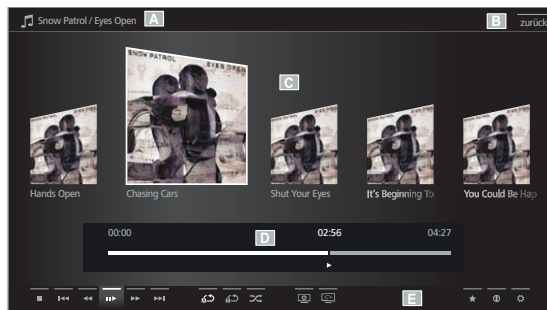 Snow Patrol / Eyes Open
A
B
zurück
C
SNOW PATROL EYES OPEN
Hands Open
Chasing Cars
Shut Your Eyes
It's Beginning To
You Could Be Hap
00:00
D
02:56
04:27
E